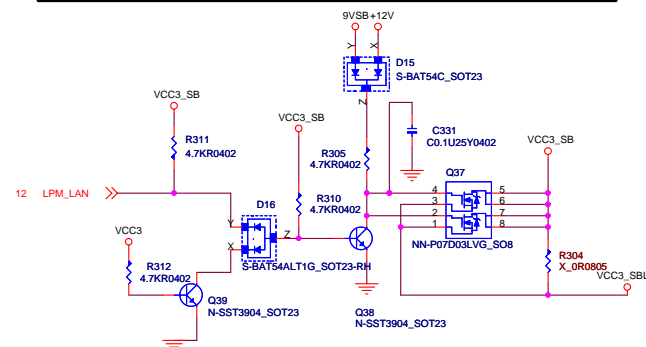 9VSB +12V
Y X
D15
S-BAT54C_SOT23
Z
VCC3_SB
R311
4.7KR0402
VCC3_SB
C331
C0.1U25Y0402
R305
4.7KR0402
VCC3_SB
Q37
12 LPM_LAN
D16
R310
4.7KR0402
4 5
3 6
2 7
1 8
Y
Z
X
VCC3
S-BAT54ALT1G_SOT23-RH
NN-P07D03LVG_SO8
R304
X_0R0805
R312
4.7KR0402
VCC3_SBL
Q39
N-SST3904_SOT23
Q38
N-SST3904_SOT23